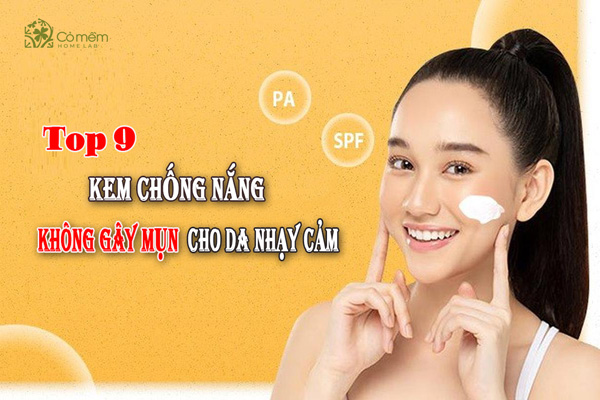 Cỏ mềm
HOME LAB
PA
SPF
Top 9
KEM CHỐNG NẮNG
KHÔNG GÂY MỤN CHO DA NHẠY CẢM